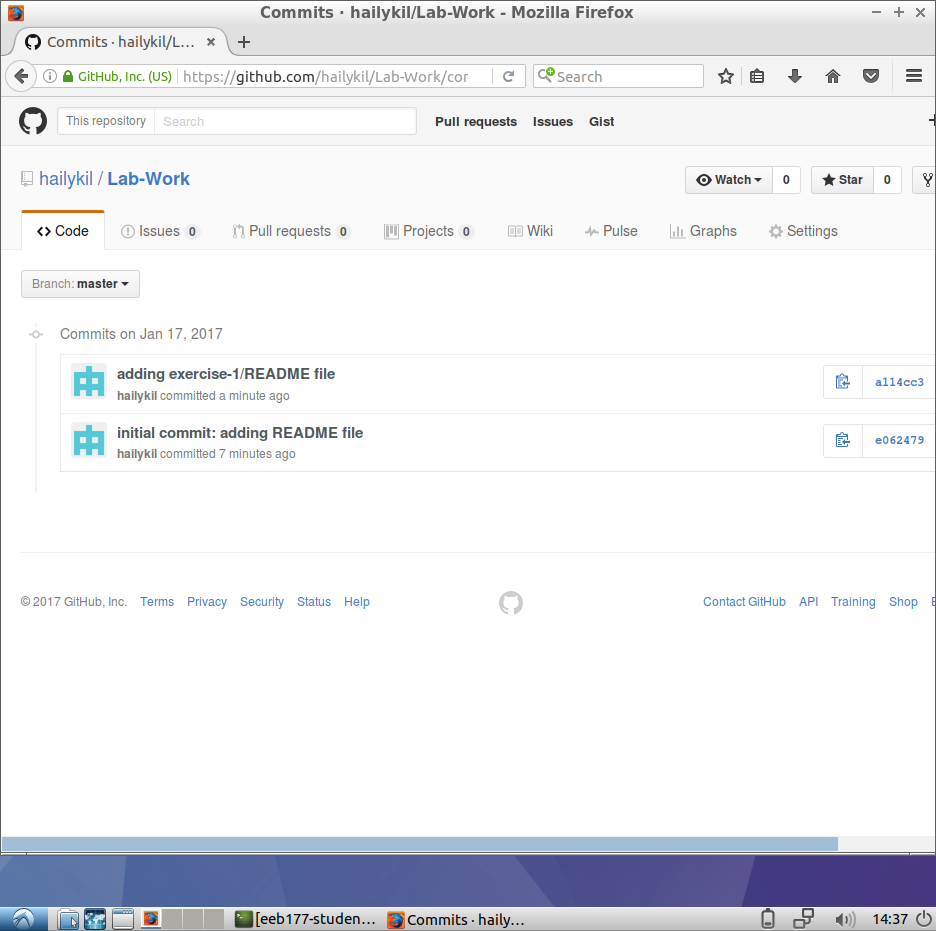 Commits · hailykil/Lab-Work - Mozilla Firefox
Commits · hailykil/L...
GitHub, Inc. (US) https://github.com/hailykil/Lab-Work/cor Search
This repository Search Pull requests Issues Gist
hailykil / Lab-Work Watch 0 Star 0
Code Issues 0 Pull requests 0 Projects 0 Wiki Pulse Graphs Settings
Branch: master
Commits on Jan 17, 2017
adding exercise-1/README file
hailykil committed a minute ago a114cc3
initial commit: adding README file
hailykil committed 7 minutes ago e062479
© 2017 GitHub, Inc. Terms Privacy Security Status Help Contact GitHub API Training Shop
[eeb177-studen... Commits · haily... 14:37